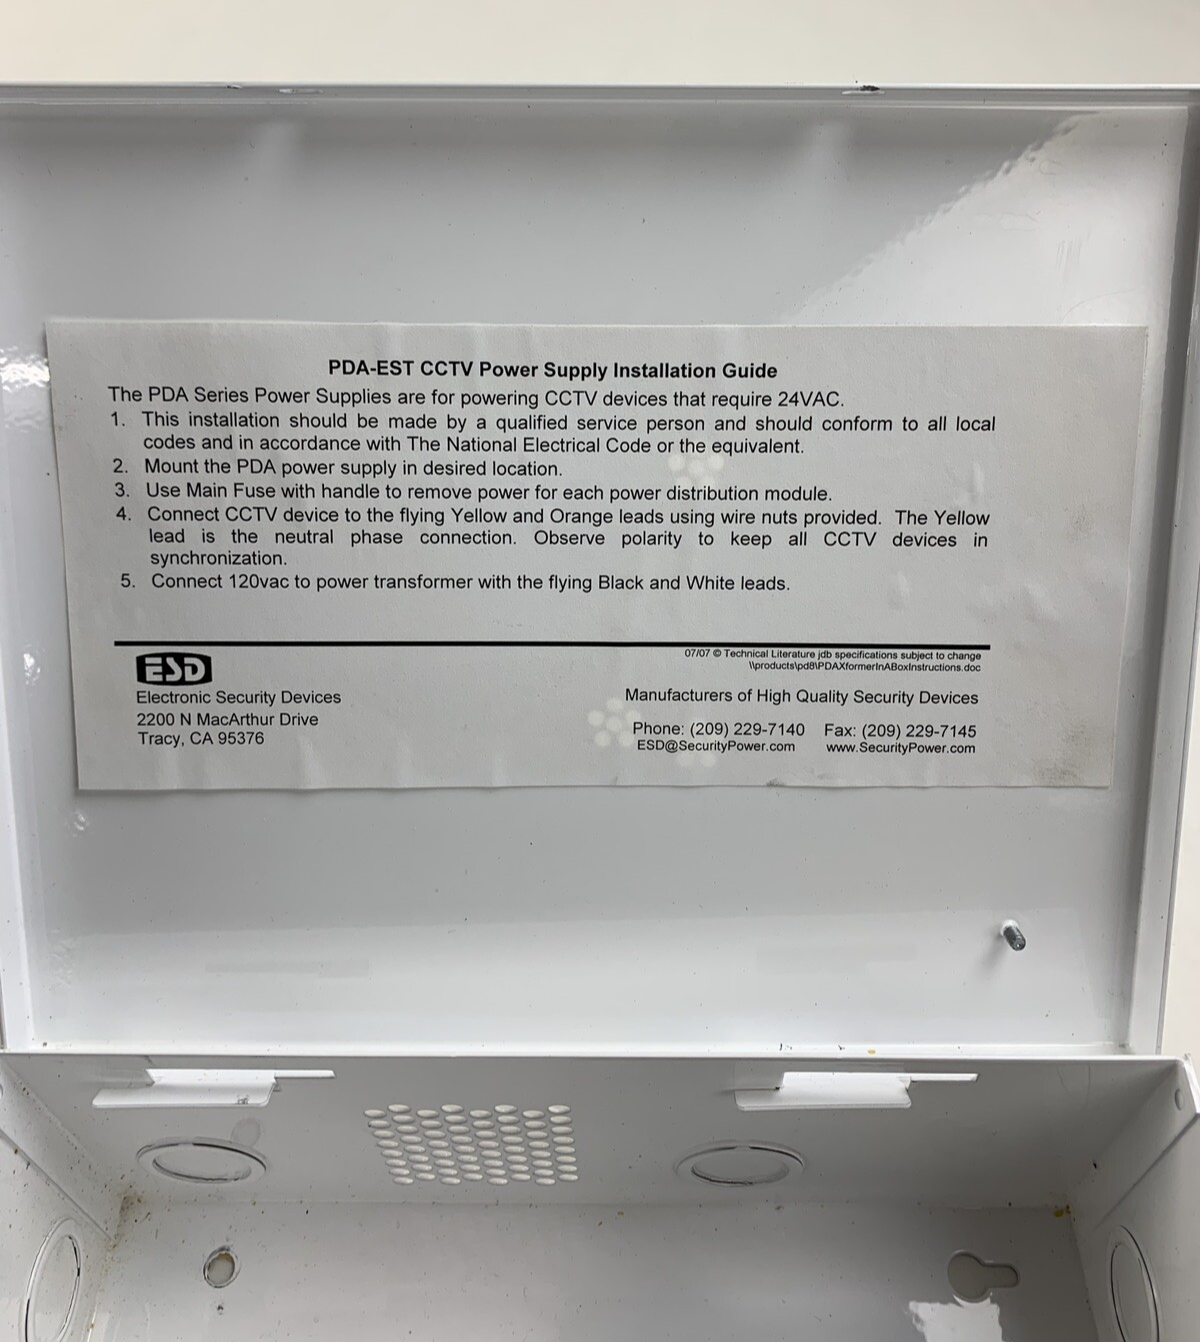 PDA-EST CCTV Power Supply Installation Guide
The PDA Series Power Supplies are for powering CCTV devices that require 24VAC.
1. This installation should be made by a qualified service person and should conform to all local
codes and in accordance with The National Electrical Code or the equivalent.
2. Mount the PDA power supply in desired location.
3. Use Main Fuse with handle to remove power for each power distribution module.
4. Connect CCTV device to the flying Yellow and Orange leads using wire nuts provided. The Yellow
lead is the neutral phase connection. Observe polarity to keep all CCTV devices in
synchronization.
5. Connect 120vac to power transformer with the flying Black and White leads.
07/07 © Technical Literature jdb specifications subject to change
\\products\pd8\PDAXformerInABoxInstructions.doc
ESD
Electronic Security Devices
2200 N MacArthur Drive
Tracy, CA 95376
Manufacturers of High Quality Security Devices
Phone: (209) 229-7140 Fax: (209) 229-7145
ESD@SecurityPower.com www.SecurityPower.com